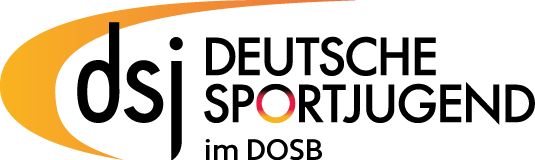 dsj
DEUTSCHE
SPORTJUGEND
im DOSB